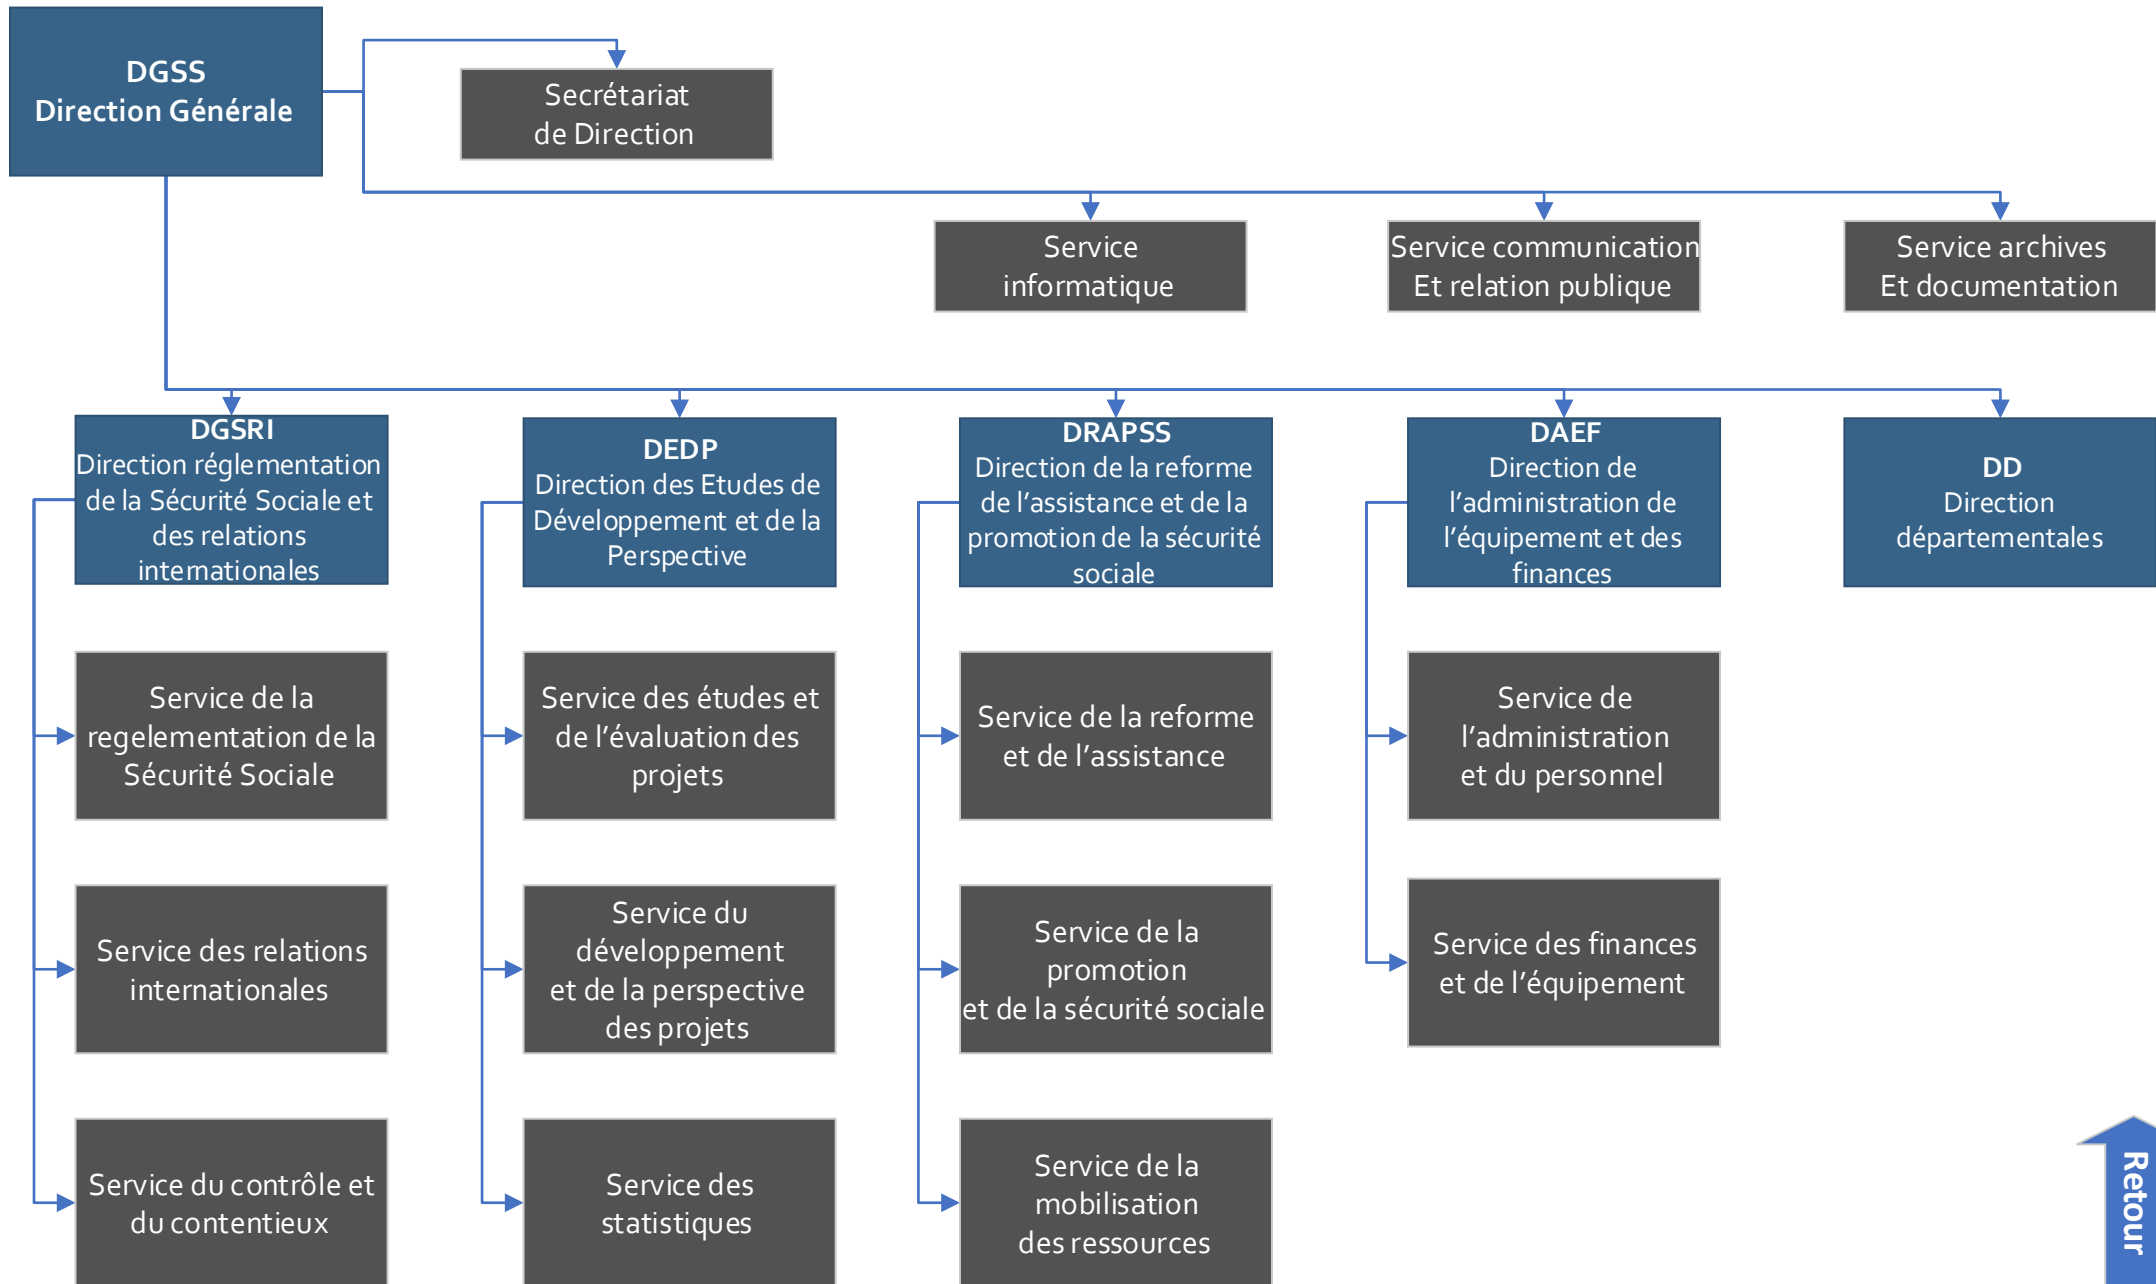 DGSS
Direction Générale
Secrétariat
de Direction
Service
informatique
Service communication
Et relation publique
Service archives
Et documentation
DGSRI
Direction réglementation
de la Sécurité Sociale et
des relations
internationales
DEDP
Direction des Etudes de
Développement et de la
Perspective
DRAPSS
Direction de la reforme
de l'assistance et de la
promotion de la sécurité
sociale
DAEF
Direction de
l'administration de
l'équipement et des
finances
DD
Direction
départementales
Service de la
regelementation de la
Sécurité Sociale
Service des études et
de l'évaluation des
projets
Service de la reforme
et de l'assistance
Service de
l'administration
et du personnel
Service des relations
internationales
Service du
développement
et de la perspective
des projets
Service de la
promotion
et de la sécurité sociale
Service des finances
et de l'équipement
Service du contrôle et
du contentieux
Service des
statistiques
Service de la
mobilisation
des ressources
Retour